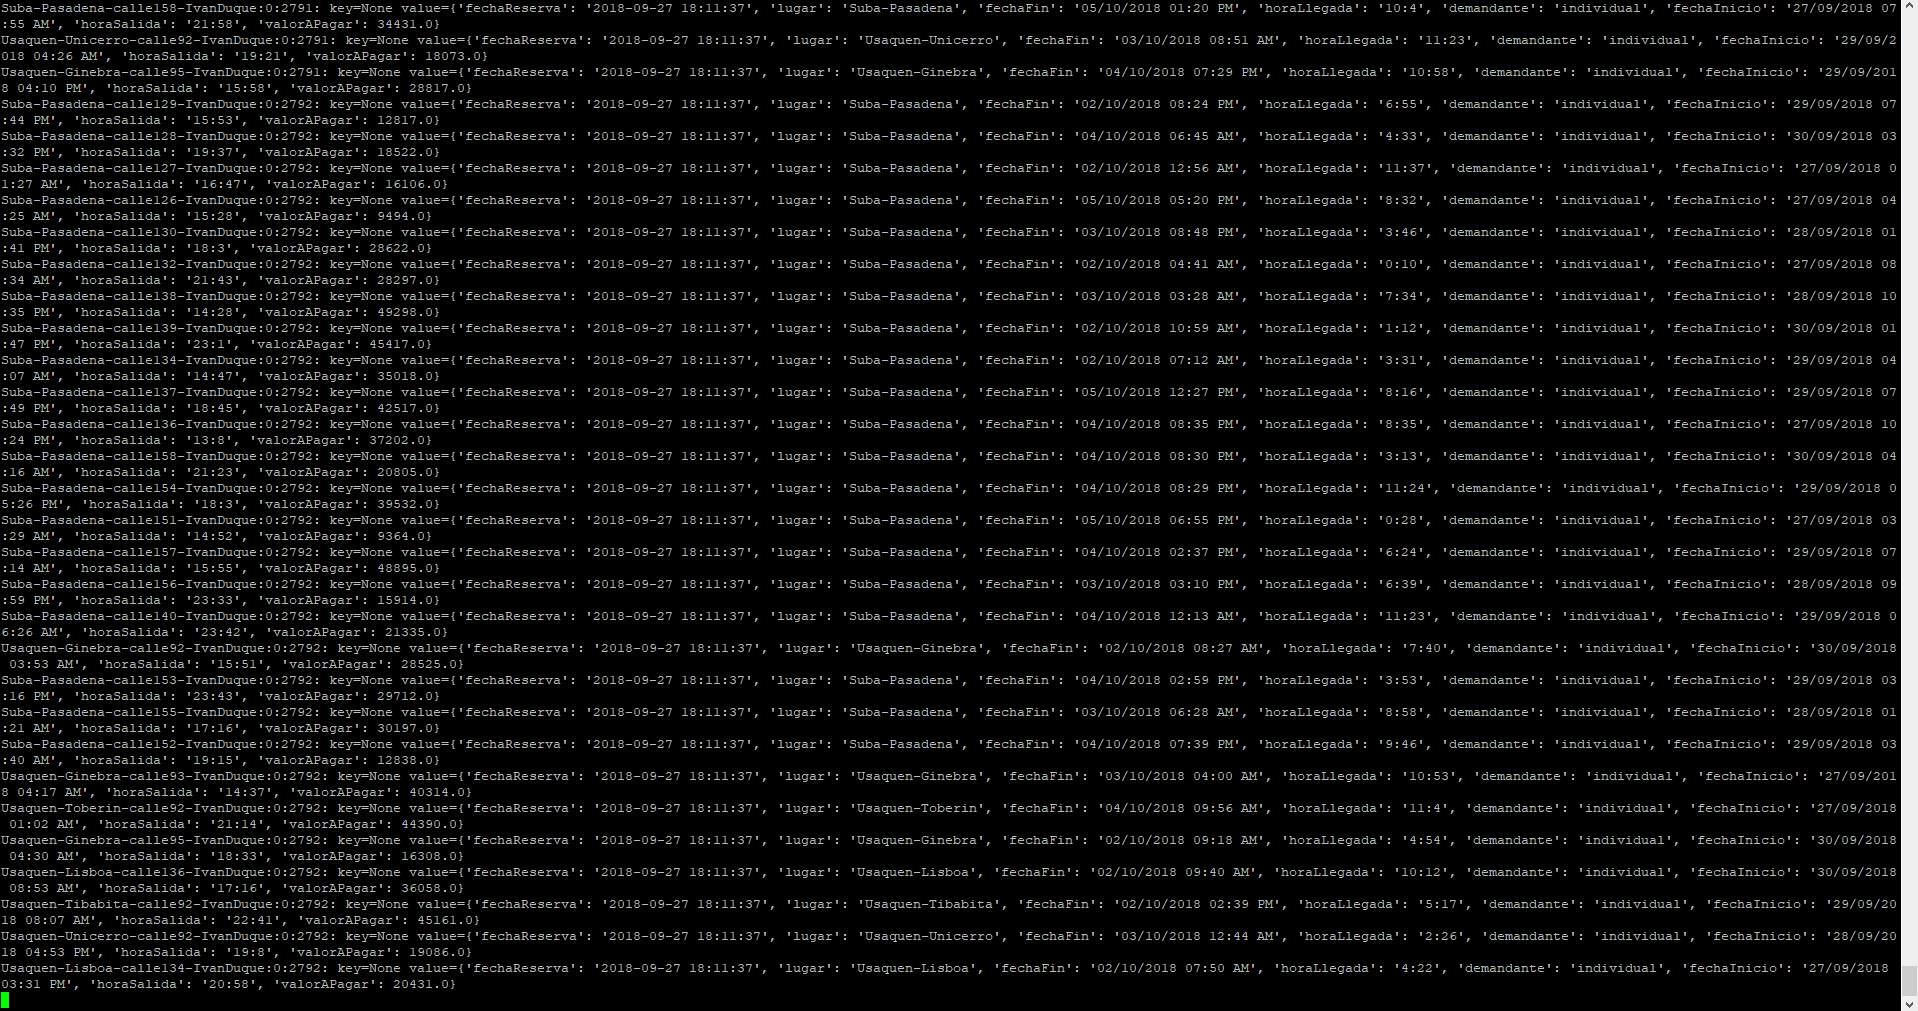 Suba-Pasadena-calle158-IvanDuque:0:2791: key=None value={'fechaReserva': '2018-09-27 18:11:37', 'lugar': 'Suba-Pasadena', 'fechaFin': '05/10/2018 01:20 PM', 'horaLlegada': '10:4', 'demandante': 'individual', 'fechaInicio': '27/09/2018 07
:55 AM', 'horaSalida': '21:58', 'valorAPagar': 34431.0}
Usaquen-Unicerro-calle92-IvanDuque:0:2791: key=None value={'fechaReserva': '2018-09-27 18:11:37', 'lugar': 'Usaquen-Unicerro', 'fechaFin': '03/10/2018 08:51 AM', 'horaLlegada': '11:23', 'demandante': 'individual', 'fechaInicio': '29/09/2
018 04:26 AM', 'horaSalida': '19:21', 'valorAPagar': 18073.0}
Usaquen-Ginebra-calle95-IvanDuque:0:2791: key=None value={'fechaReserva': '2018-09-27 18:11:37', 'lugar': 'Usaquen-Ginebra', 'fechaFin': '04/10/2018 07:29 PM', 'horaLlegada': '10:58', 'demandante': 'individual', 'fechaInicio': '29/09/201
8 04:10 PM', 'horaSalida': '15:58', 'valorAPagar': 28817.0}
Suba-Pasadena-calle129-IvanDuque:0:2792: key=None value={'fechaReserva': '2018-09-27 18:11:37', 'lugar': 'Suba-Pasadena', 'fechaFin': '02/10/2018 08:24 PM', 'horaLlegada': '6:55', 'demandante': 'individual', 'fechaInicio': '29/09/2018 07
:44 PM', 'horaSalida': '15:53', 'valorAPagar': 12817.0}
Suba-Pasadena-calle128-IvanDuque:0:2792: key=None value={'fechaReserva': '2018-09-27 18:11:37', 'lugar': 'Suba-Pasadena', 'fechaFin': '04/10/2018 06:45 AM', 'horaLlegada': '4:33', 'demandante': 'individual', 'fechaInicio': '30/09/2018 03
:32 PM', 'horaSalida': '19:37', 'valorAPagar': 18522.0}
Suba-Pasadena-calle127-IvanDuque:0:2792: key=None value={'fechaReserva': '2018-09-27 18:11:37', 'lugar': 'Suba-Pasadena', 'fechaFin': '02/10/2018 12:56 AM', 'horaLlegada': '11:37', 'demandante': 'individual', 'fechaInicio': '27/09/2018 0
1:27 AM', 'horaSalida': '16:47', 'valorAPagar': 16106.0}
Suba-Pasadena-calle126-IvanDuque:0:2792: key=None value={'fechaReserva': '2018-09-27 18:11:37', 'lugar': 'Suba-Pasadena', 'fechaFin': '05/10/2018 05:20 PM', 'horaLlegada': '8:32', 'demandante': 'individual', 'fechaInicio': '27/09/2018 04
:25 AM', 'horaSalida': '15:28', 'valorAPagar': 9494.0}
Suba-Pasadena-calle130-IvanDuque:0:2792: key=None value={'fechaReserva': '2018-09-27 18:11:37', 'lugar': 'Suba-Pasadena', 'fechaFin': '03/10/2018 08:48 PM', 'horaLlegada': '3:46', 'demandante': 'individual', 'fechaInicio': '28/09/2018 01
:41 PM', 'horaSalida': '18:3', 'valorAPagar': 28622.0}
Suba-Pasadena-calle132-IvanDuque:0:2792: key=None value={'fechaReserva': '2018-09-27 18:11:37', 'lugar': 'Suba-Pasadena', 'fechaFin': '02/10/2018 04:41 AM', 'horaLlegada': '0:10', 'demandante': 'individual', 'fechaInicio': '27/09/2018 08
:34 AM', 'horaSalida': '21:43', 'valorAPagar': 28297.0}
Suba-Pasadena-calle138-IvanDuque:0:2792: key=None value={'fechaReserva': '2018-09-27 18:11:37', 'lugar': 'Suba-Pasadena', 'fechaFin': '03/10/2018 03:28 AM', 'horaLlegada': '7:34', 'demandante': 'individual', 'fechaInicio': '28/09/2018 10
:35 PM', 'horaSalida': '14:28', 'valorAPagar': 49298.0}
Suba-Pasadena-calle139-IvanDuque:0:2792: key=None value={'fechaReserva': '2018-09-27 18:11:37', 'lugar': 'Suba-Pasadena', 'fechaFin': '02/10/2018 10:59 AM', 'horaLlegada': '1:12', 'demandante': 'individual', 'fechaInicio': '30/09/2018 01
:47 PM', 'horaSalida': '23:1', 'valorAPagar': 45417.0}
Suba-Pasadena-calle134-IvanDuque:0:2792: key=None value={'fechaReserva': '2018-09-27 18:11:37', 'lugar': 'Suba-Pasadena', 'fechaFin': '02/10/2018 07:12 AM', 'horaLlegada': '3:31', 'demandante': 'individual', 'fechaInicio': '29/09/2018 04
:07 AM', 'horaSalida': '14:47', 'valorAPagar': 35018.0}
Suba-Pasadena-calle137-IvanDuque:0:2792: key=None value={'fechaReserva': '2018-09-27 18:11:37', 'lugar': 'Suba-Pasadena', 'fechaFin': '05/10/2018 12:27 PM', 'horaLlegada': '8:16', 'demandante': 'individual', 'fechaInicio': '29/09/2018 07
:49 PM', 'horaSalida': '18:45', 'valorAPagar': 42517.0}
Suba-Pasadena-calle136-IvanDuque:0:2792: key=None value={'fechaReserva': '2018-09-27 18:11:37', 'lugar': 'Suba-Pasadena', 'fechaFin': '04/10/2018 08:35 PM', 'horaLlegada': '8:35', 'demandante': 'individual', 'fechaInicio': '27/09/2018 10
:24 PM', 'horaSalida': '13:8', 'valorAPagar': 37202.0}
Suba-Pasadena-calle158-IvanDuque:0:2792: key=None value={'fechaReserva': '2018-09-27 18:11:37', 'lugar': 'Suba-Pasadena', 'fechaFin': '04/10/2018 08:30 PM', 'horaLlegada': '3:13', 'demandante': 'individual', 'fechaInicio': '30/09/2018 04
:16 AM', 'horaSalida': '21:23', 'valorAPagar': 20805.0}
Suba-Pasadena-calle154-IvanDuque:0:2792: key=None value={'fechaReserva': '2018-09-27 18:11:37', 'lugar': 'Suba-Pasadena', 'fechaFin': '04/10/2018 08:29 PM', 'horaLlegada': '11:24', 'demandante': 'individual', 'fechaInicio': '29/09/2018 0
5:26 PM', 'horaSalida': '18:3', 'valorAPagar': 39532.0}
Suba-Pasadena-calle151-IvanDuque:0:2792: key=None value={'fechaReserva': '2018-09-27 18:11:37', 'lugar': 'Suba-Pasadena', 'fechaFin': '05/10/2018 06:55 PM', 'horaLlegada': '0:28', 'demandante': 'individual', 'fechaInicio': '27/09/2018 03
:29 AM', 'horaSalida': '14:52', 'valorAPagar': 9364.0}
Suba-Pasadena-calle157-IvanDuque:0:2792: key=None value={'fechaReserva': '2018-09-27 18:11:37', 'lugar': 'Suba-Pasadena', 'fechaFin': '04/10/2018 02:37 PM', 'horaLlegada': '6:24', 'demandante': 'individual', 'fechaInicio': '29/09/2018 07
:14 AM', 'horaSalida': '15:55', 'valorAPagar': 48895.0}
Suba-Pasadena-calle156-IvanDuque:0:2792: key=None value={'fechaReserva': '2018-09-27 18:11:37', 'lugar': 'Suba-Pasadena', 'fechaFin': '03/10/2018 03:10 PM', 'horaLlegada': '6:39', 'demandante': 'individual', 'fechaInicio': '28/09/2018 09
:59 PM', 'horaSalida': '23:33', 'valorAPagar': 15914.0}
Suba-Pasadena-calle140-IvanDuque:0:2792: key=None value={'fechaReserva': '2018-09-27 18:11:37', 'lugar': 'Suba-Pasadena', 'fechaFin': '04/10/2018 12:13 AM', 'horaLlegada': '11:23', 'demandante': 'individual', 'fechaInicio': '29/09/2018 0
6:26 AM', 'horaSalida': '23:42', 'valorAPagar': 21335.0}
Usaquen-Ginebra-calle92-IvanDuque:0:2792: key=None value={'fechaReserva': '2018-09-27 18:11:37', 'lugar': 'Usaquen-Ginebra', 'fechaFin': '02/10/2018 08:27 AM', 'horaLlegada': '7:40', 'demandante': 'individual', 'fechaInicio': '30/09/2018
 03:53 AM', 'horaSalida': '15:51', 'valorAPagar': 28525.0}
Suba-Pasadena-calle153-IvanDuque:0:2792: key=None value={'fechaReserva': '2018-09-27 18:11:37', 'lugar': 'Suba-Pasadena', 'fechaFin': '04/10/2018 02:59 PM', 'horaLlegada': '3:53', 'demandante': 'individual', 'fechaInicio': '29/09/2018 03
:16 PM', 'horaSalida': '23:43', 'valorAPagar': 29712.0}
Suba-Pasadena-calle155-IvanDuque:0:2792: key=None value={'fechaReserva': '2018-09-27 18:11:37', 'lugar': 'Suba-Pasadena', 'fechaFin': '03/10/2018 06:28 AM', 'horaLlegada': '8:58', 'demandante': 'individual', 'fechaInicio': '28/09/2018 01
:21 AM', 'horaSalida': '17:16', 'valorAPagar': 30197.0}
Suba-Pasadena-calle152-IvanDuque:0:2792: key=None value={'fechaReserva': '2018-09-27 18:11:37', 'lugar': 'Suba-Pasadena', 'fechaFin': '04/10/2018 07:39 PM', 'horaLlegada': '9:46', 'demandante': 'individual', 'fechaInicio': '29/09/2018 03
:40 AM', 'horaSalida': '19:15', 'valorAPagar': 12838.0}
Usaquen-Ginebra-calle93-IvanDuque:0:2792: key=None value={'fechaReserva': '2018-09-27 18:11:37', 'lugar': 'Usaquen-Ginebra', 'fechaFin': '03/10/2018 04:00 AM', 'horaLlegada': '10:53', 'demandante': 'individual', 'fechaInicio': '27/09/201
8 04:17 AM', 'horaSalida': '14:37', 'valorAPagar': 40314.0}
Usaquen-Toberin-calle92-IvanDuque:0:2792: key=None value={'fechaReserva': '2018-09-27 18:11:37', 'lugar': 'Usaquen-Toberin', 'fechaFin': '04/10/2018 09:56 AM', 'horaLlegada': '11:4', 'demandante': 'individual', 'fechaInicio': '27/09/2018
 01:02 AM', 'horaSalida': '21:14', 'valorAPagar': 44390.0}
Usaquen-Ginebra-calle95-IvanDuque:0:2792: key=None value={'fechaReserva': '2018-09-27 18:11:37', 'lugar': 'Usaquen-Ginebra', 'fechaFin': '02/10/2018 09:18 AM', 'horaLlegada': '4:54', 'demandante': 'individual', 'fechaInicio': '30/09/2018
 04:30 AM', 'horaSalida': '18:33', 'valorAPagar': 16308.0}
Usaquen-Lisboa-calle136-IvanDuque:0:2792: key=None value={'fechaReserva': '2018-09-27 18:11:37', 'lugar': 'Usaquen-Lisboa', 'fechaFin': '02/10/2018 09:40 AM', 'horaLlegada': '10:12', 'demandante': 'individual', 'fechaInicio': '30/09/2018
 08:53 AM', 'horaSalida': '17:16', 'valorAPagar': 36058.0}
Usaquen-Tibabita-calle92-IvanDuque:0:2792: key=None value={'fechaReserva': '2018-09-27 18:11:37', 'lugar': 'Usaquen-Tibabita', 'fechaFin': '02/10/2018 02:39 PM', 'horaLlegada': '5:17', 'demandante': 'individual', 'fechaInicio': '29/09/20
18 08:07 AM', 'horaSalida': '22:41', 'valorAPagar': 45161.0}
Usaquen-Unicerro-calle92-IvanDuque:0:2792: key=None value={'fechaReserva': '2018-09-27 18:11:37', 'lugar': 'Usaquen-Unicerro', 'fechaFin': '03/10/2018 12:44 AM', 'horaLlegada': '2:26', 'demandante': 'individual', 'fechaInicio': '28/09/20
18 04:53 PM', 'horaSalida': '19:8', 'valorAPagar': 19086.0}
Usaquen-Lisboa-calle134-IvanDuque:0:2792: key=None value={'fechaReserva': '2018-09-27 18:11:37', 'lugar': 'Usaquen-Lisboa', 'fechaFin': '02/10/2018 07:50 AM', 'horaLlegada': '4:22', 'demandante': 'individual', 'fechaInicio': '27/09/2018
03:31 PM', 'horaSalida': '20:58', 'valorAPagar': 20431.0}